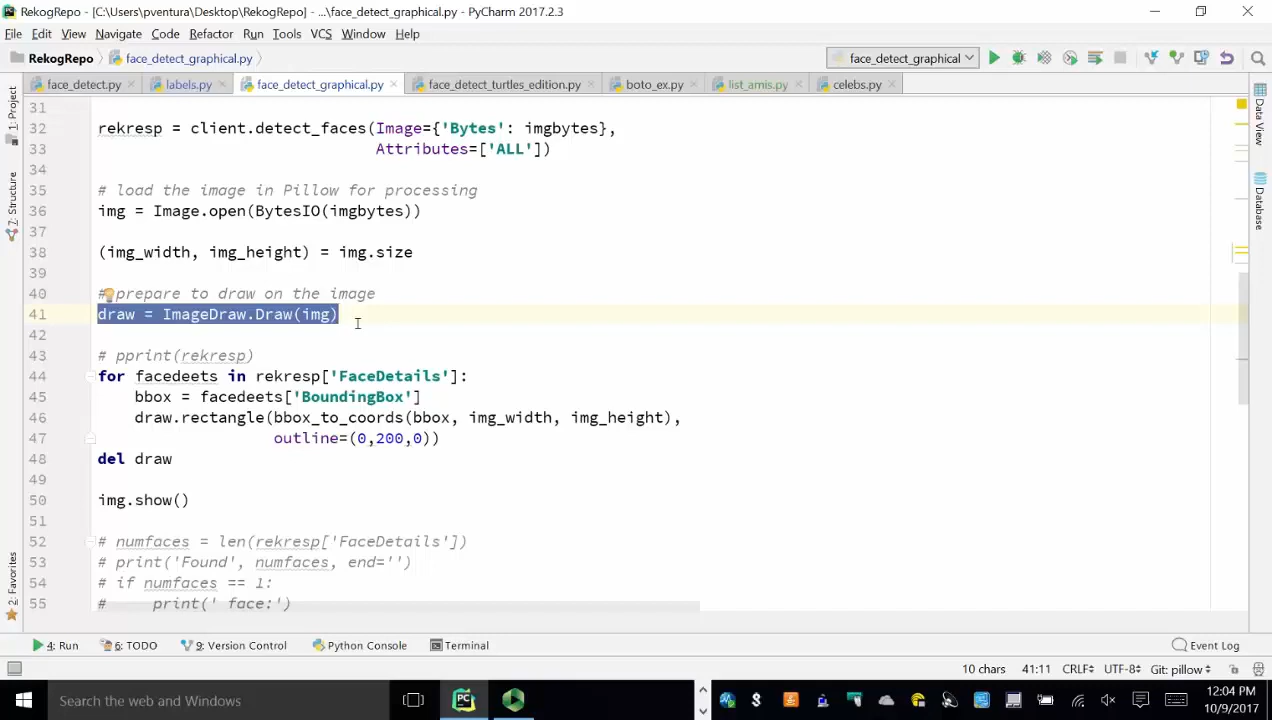 RekogRepo - [C:\Users\pventura\Desktop\RekogRepo] - ...\face_detect_graphical.py - PyCharm 2017.2.3
File Edit View Navigate Code Refactor Run Tools VCS Window Help
RekogRepo face_detect_graphical.py face_detect_graphical
face_detect.py labels.py face_detect_graphical.py face_detect_turtles_edition.py boto_ex.py list_amis.py celebs.py
1: Project
7: Structure
2: Favorites
Data View
Database
31
32 rekresp = client.detect_faces(Image={'Bytes': imgbytes},
33 Attributes=['ALL'])
34
35 # load the image in Pillow for processing
36 img = Image.open(BytesIO(imgbytes))
37
38 (img_width, img_height) = img.size
39
40 # prepare to draw on the image
41 draw = ImageDraw.Draw(img)
42
43 # pprint(rekresp)
44 for facedeets in rekresp['FaceDetails']:
45 bbox = facedeets['BoundingBox']
46 draw.rectangle(bbox_to_coords(bbox, img_width, img_height),
47 outline=(0,200,0))
48 del draw
49
50 img.show()
51
52 # numfaces = len(rekresp['FaceDetails'])
53 # print('Found', numfaces, end='')
54 # if numfaces == 1:
55 # print(' face:')
4: Run 6: TODO 9: Version Control Python Console Terminal Event Log
10 chars 41:11 CRLF UTF-8 Git: pillow
Search the web and Windows
PC
12:04 PM
10/9/2017